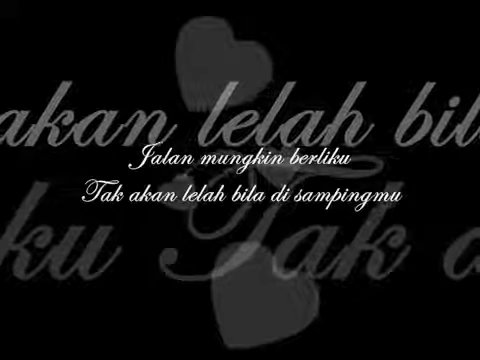 akan lelah bil
Jalan mungkin berliku
Tak akan lelah bila di sampingmu
ku Tak a